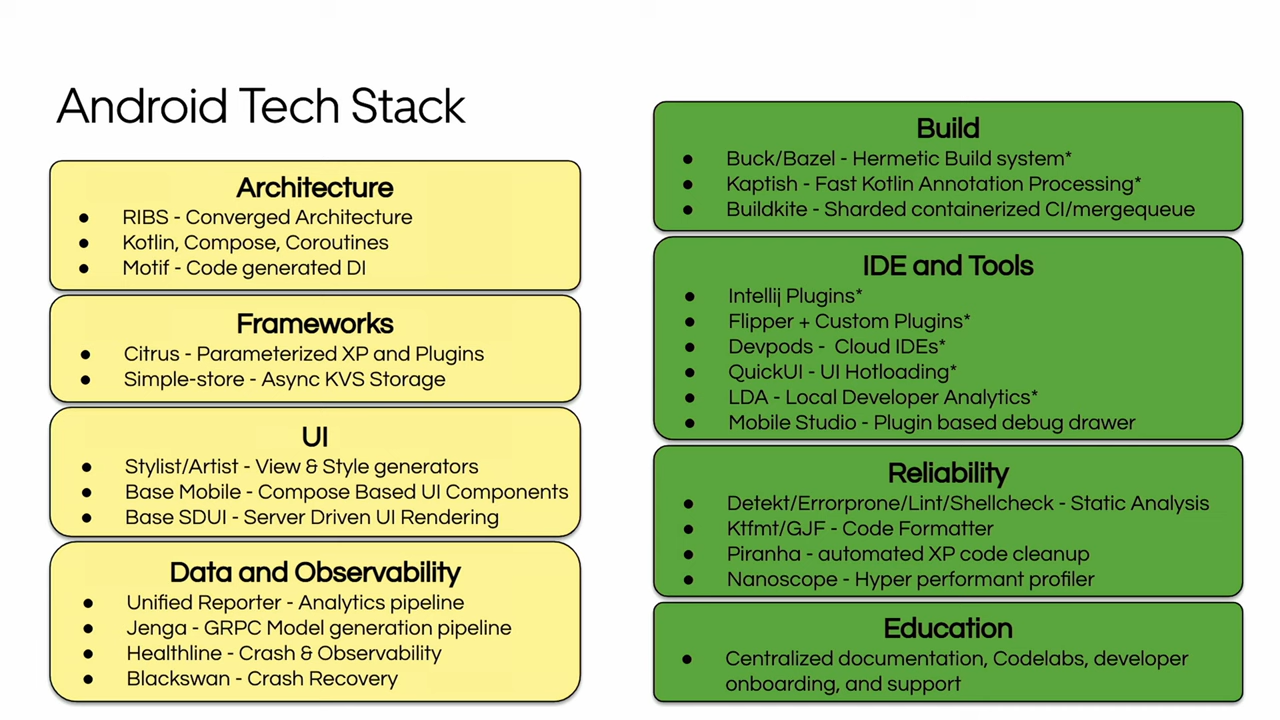 Android Tech Stack
Architecture
● RIBS - Converged Architecture
● Kotlin, Compose, Coroutines
● Motif - Code generated DI
Frameworks
● Citrus - Parameterized XP and Plugins
● Simple-store - Async KVS Storage
UI
● Stylist/Artist - View & Style generators
● Base Mobile - Compose Based UI Components
● Base SDUI - Server Driven UI Rendering
Data and Observability
● Unified Reporter - Analytics pipeline
● Jenga - GRPC Model generation pipeline
● Healthline - Crash & Observability
● Blackswan - Crash Recovery
Build
● Buck/Bazel - Hermetic Build system*
● Kaptish - Fast Kotlin Annotation Processing*
● Buildkite - Sharded containerized CI/mergequeue
IDE and Tools
● Intellij Plugins*
● Flipper + Custom Plugins*
● Devpods - Cloud IDEs*
● QuickUI - UI Hotloading*
● LDA - Local Developer Analytics*
● Mobile Studio - Plugin based debug drawer
Reliability
● Detekt/Errorprone/Lint/Shellcheck - Static Analysis
● Ktfmt/GJF - Code Formatter
● Piranha - automated XP code cleanup
● Nanoscope - Hyper performant profiler
Education
● Centralized documentation, Codelabs, developer
onboarding, and support